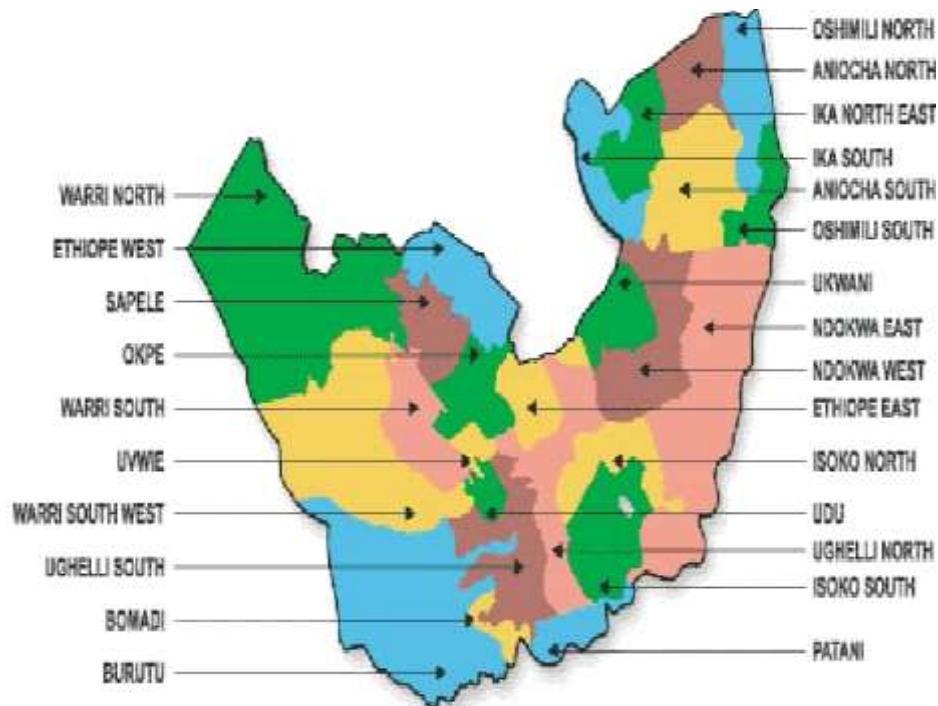 WARRI NORTH
ETHIOPE WEST
SAPELE
OKPE
WARRI SOUTH
UVWIE
WARRI SOUTH WEST
UGHELLI SOUTH
BOMADI
BURUTU
OSHIMILI NORTH
ANIOCHA NORTH
IKA NORTH EAST
IKA SOUTH
ANIOCHA SOUTH
OSHIMILI SOUTH
UKWANI
NDOKWA EAST
NDOKWA WEST
ETHIOPE EAST
ISOKO NORTH
UDU
UGHELLI NORTH
ISOKO SOUTH
PATANI